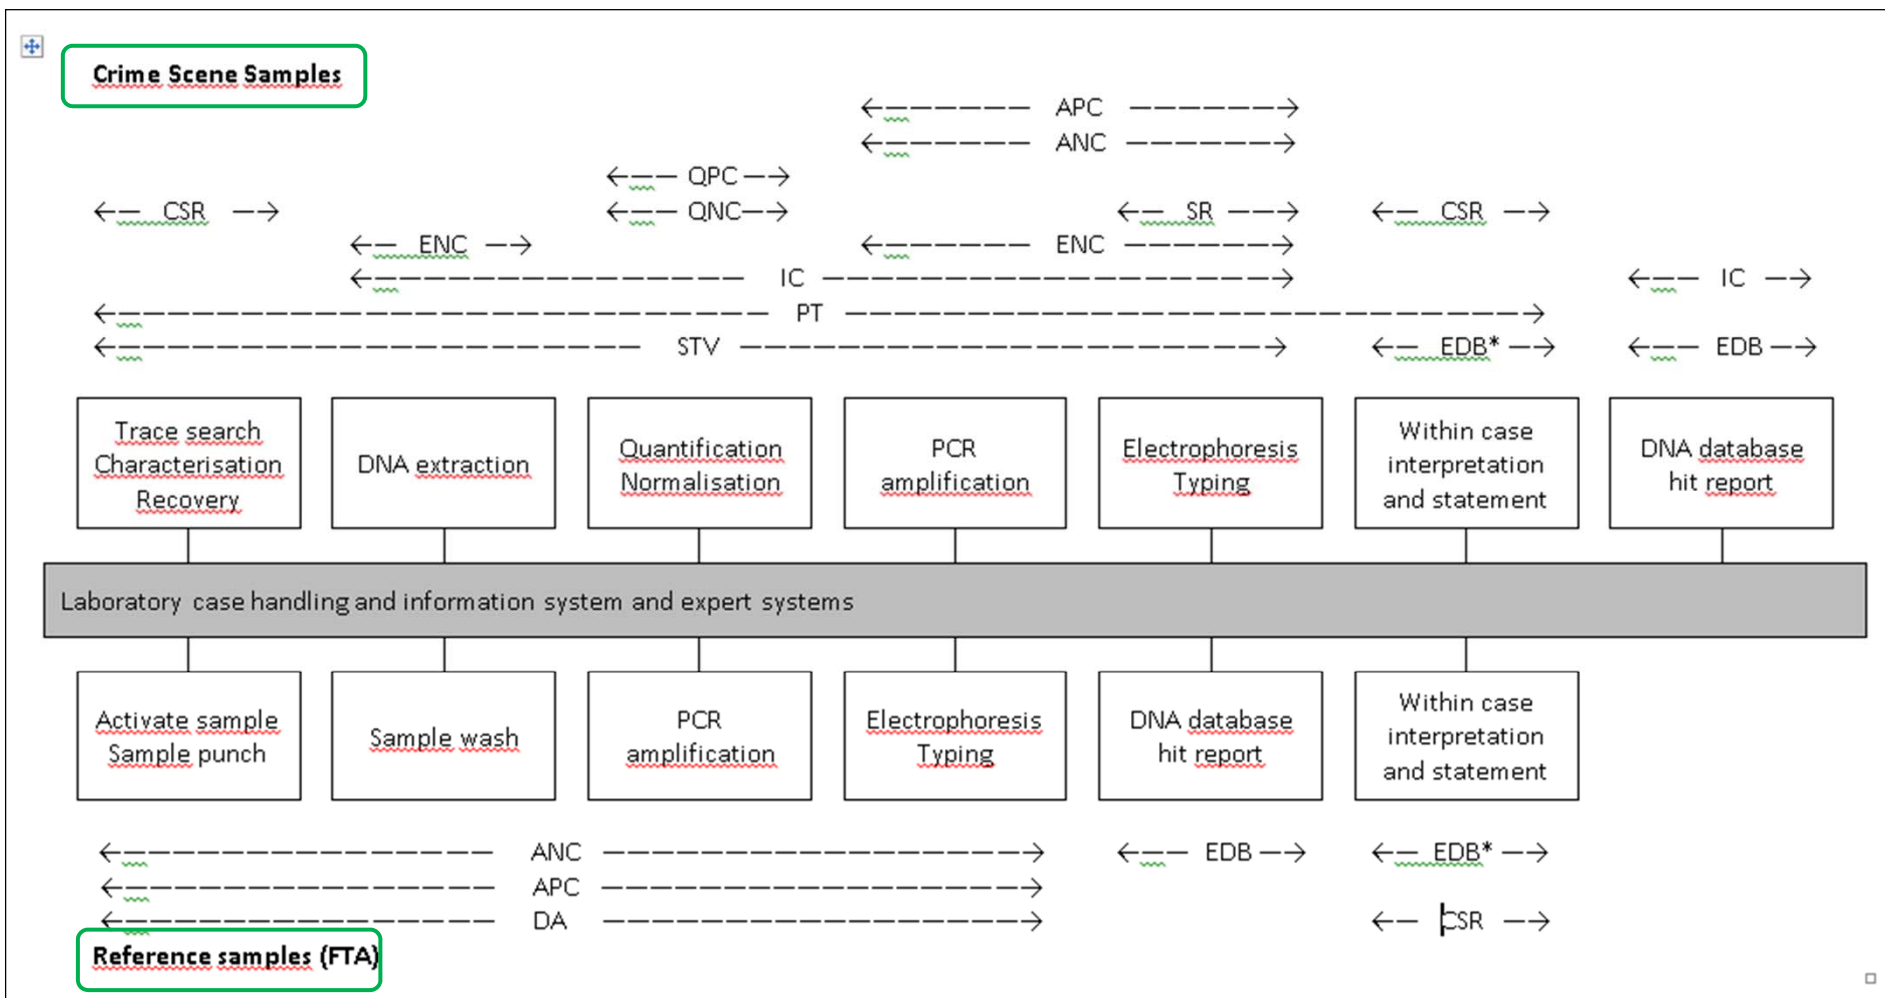 Crime Scene Samples
APC
ANC
QPC
CSR QNC SR CSR
ENC ENC
IC IC
PT
STV EDB* EDB
Trace search
Characterisation
Recovery
DNA extraction
Quantification
Normalisation
PCR
amplification
Electrophoresis
Typing
Within case
interpretation
and statement
DNA database
hit report
Laboratory case handling and information system and expert systems
Activate sample
Sample punch
Sample wash
PCR
amplification
Electrophoresis
Typing
DNA database
hit report
Within case
interpretation
and statement
ANC EDB EDB*
APC
DA CSR
Reference samples (FTA)